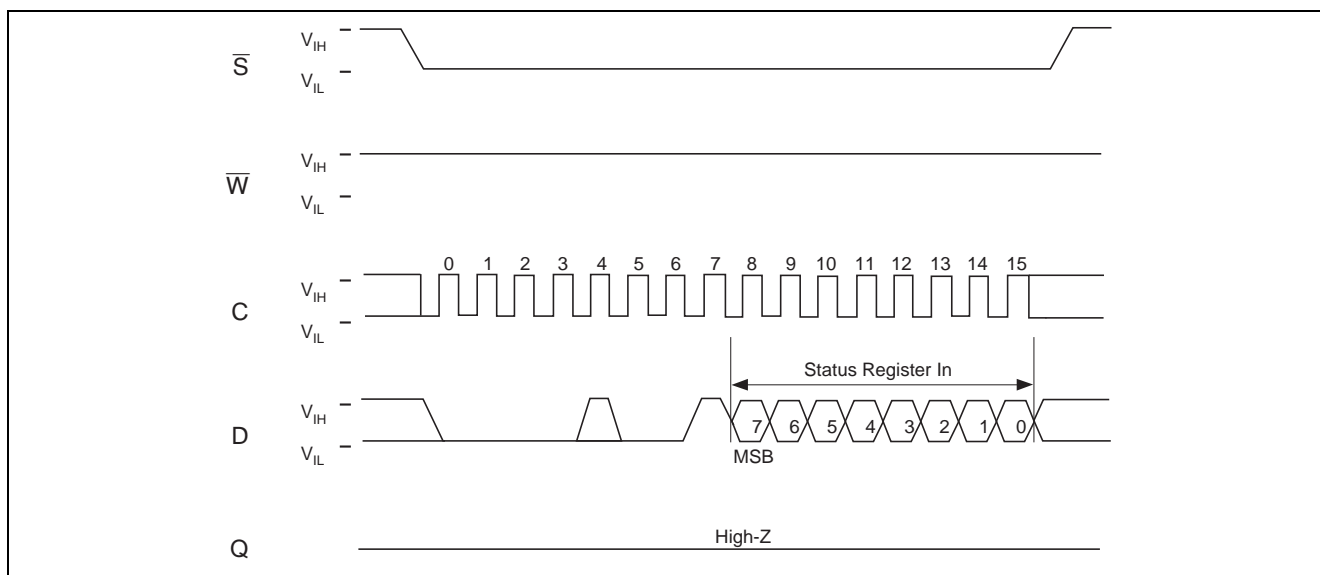 V_IH
S̅
V_IL
V_IH
W̅
V_IL
0 1 2 3 4 5 6 7 8 9 10 11 12 13 14 15
V_IH
C
V_IL
Status Register In
V_IH
D
7 6 5 4 3 2 1 0
V_IL
MSB
High-Z
Q